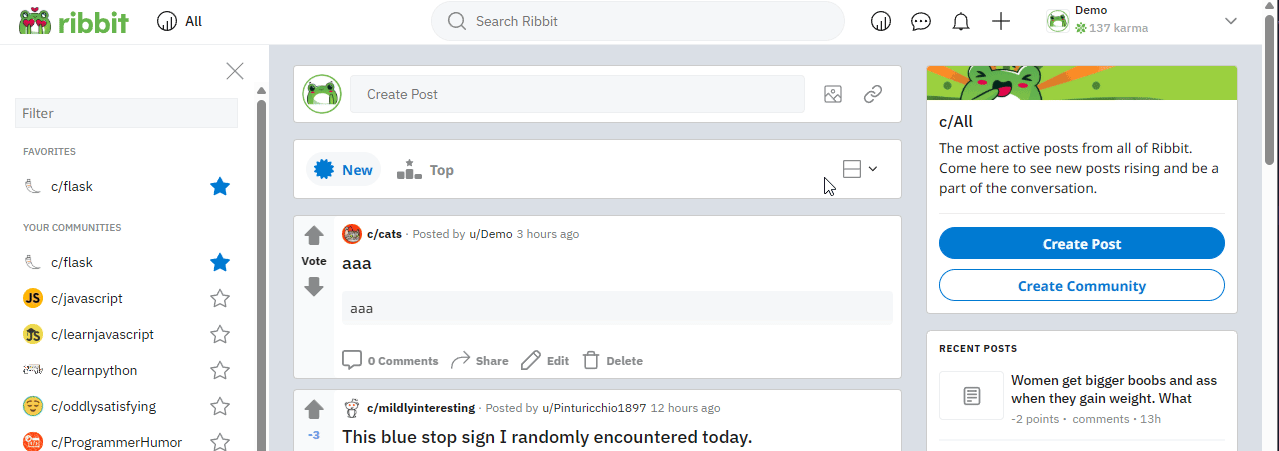 ribbit
All
Search Ribbit
Demo
137 karma
Filter
FAVORITES
c/flask
YOUR COMMUNITIES
c/flask
c/javascript
c/learnjavascript
c/learnpython
c/oddlysatisfying
c/ProgrammerHumor
Create Post
New
Top
c/cats · Posted by u/Demo 3 hours ago
Vote
aaa
aaa
0 Comments Share Edit Delete
c/mildlyinteresting · Posted by u/Pinturicchio1897 12 hours ago
-3
This blue stop sign I randomly encountered today.
c/All
The most active posts from all of Ribbit.
Come here to see new posts rising and be a
part of the conversation.
Create Post
Create Community
RECENT POSTS
Women get bigger boobs and ass
when they gain weight. What
-2 points · comments · 13h